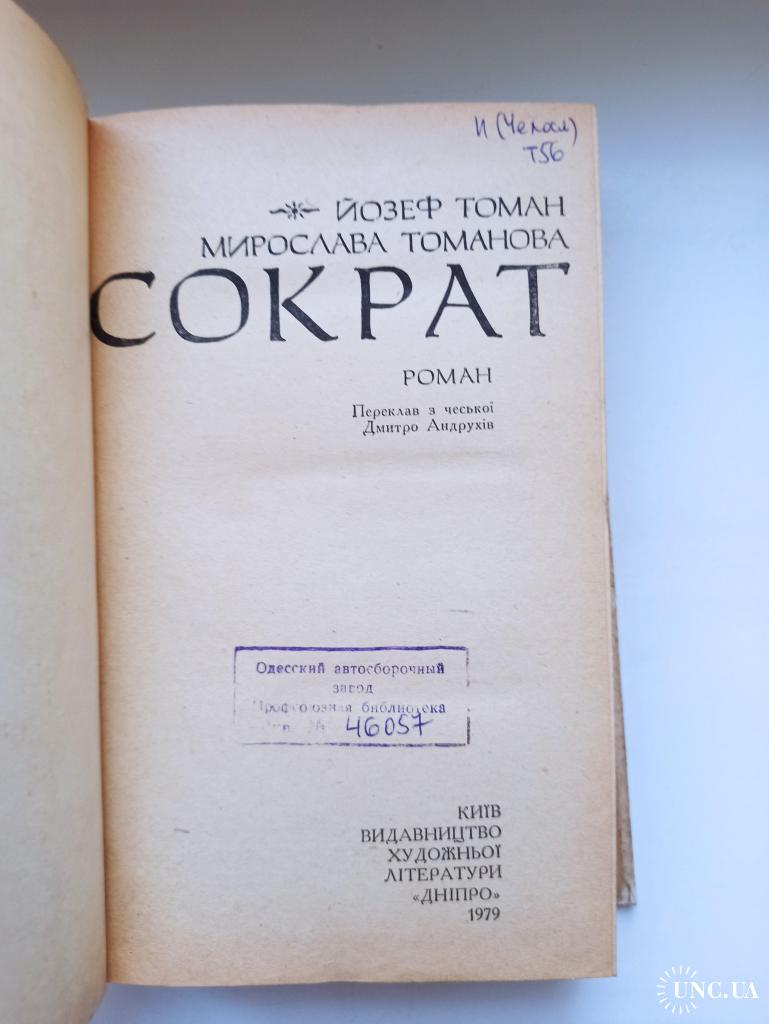 И (Чехосл)
Т56
ЙОЗЕФ ТОМАН
МИРОСЛАВА ТОМАНОВА
СОКРАТ
РОМАН
Переклав з чеської
Дмитро Андрухів
Одесский автосборочный
завод
Профсоюзная библиотека
46057
КИЇВ
ВИДАВНИЦТВО
ХУДОЖНЬОЇ
ЛІТЕРАТУРИ
«ДНІПРО»
1979
UNC.UA